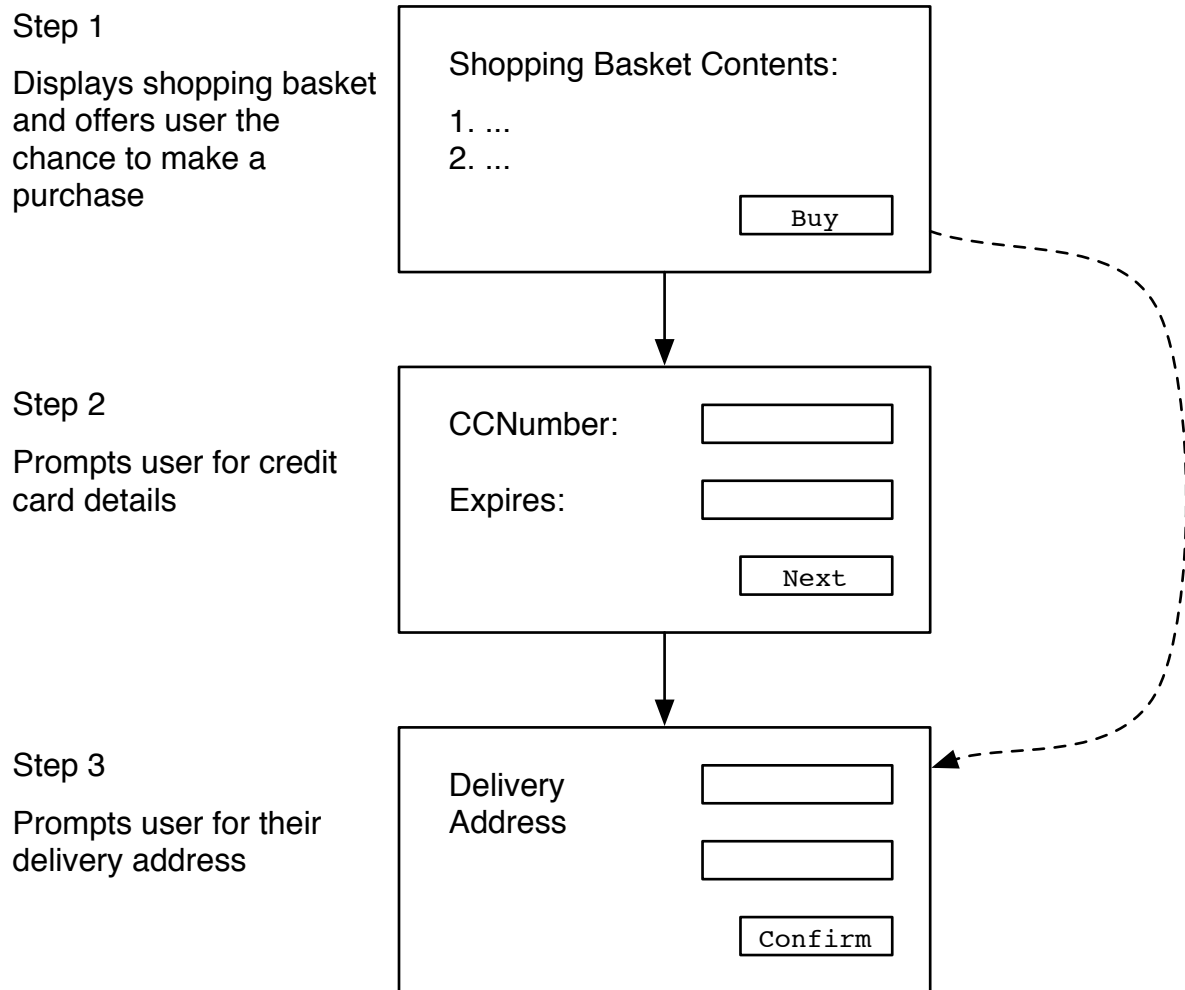 Step 1
Displays shopping basket
and offers user the
chance to make a
purchase
Shopping Basket Contents:
1. ...
2. ...
Buy
Step 2
Prompts user for credit
card details
CCNumber:
Expires:
Next
Step 3
Prompts user for their
delivery address
Delivery
Address
Confirm